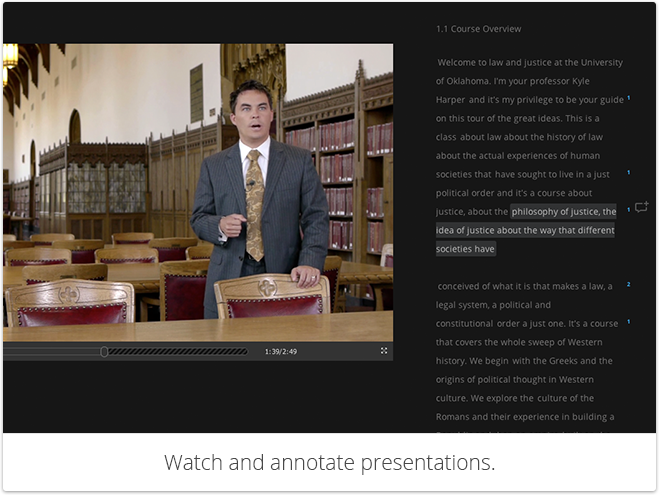 1.1 Course Overview
Welcome to law and justice at the University
of Oklahoma. I'm your professor Kyle
Harper and it's my privilege to be your guide 1
on this tour of the great ideas. This is a
class about law about the history of law
about the actual experiences of human
societies that have sought to live in a just 1
political order and it's a course about
justice, about the philosophy of justice, the 1
idea of justice about the way that different
societies have
conceived of what it is that makes a law, a 2
legal system, a political and
constitutional order a just one. It's a course 1
that covers the whole sweep of Western
history. We begin with the Greeks and the
origins of political thought in Western
culture. We explore the culture of the
Romans and their experience in building a
1:39/2:49
Watch and annotate presentations.